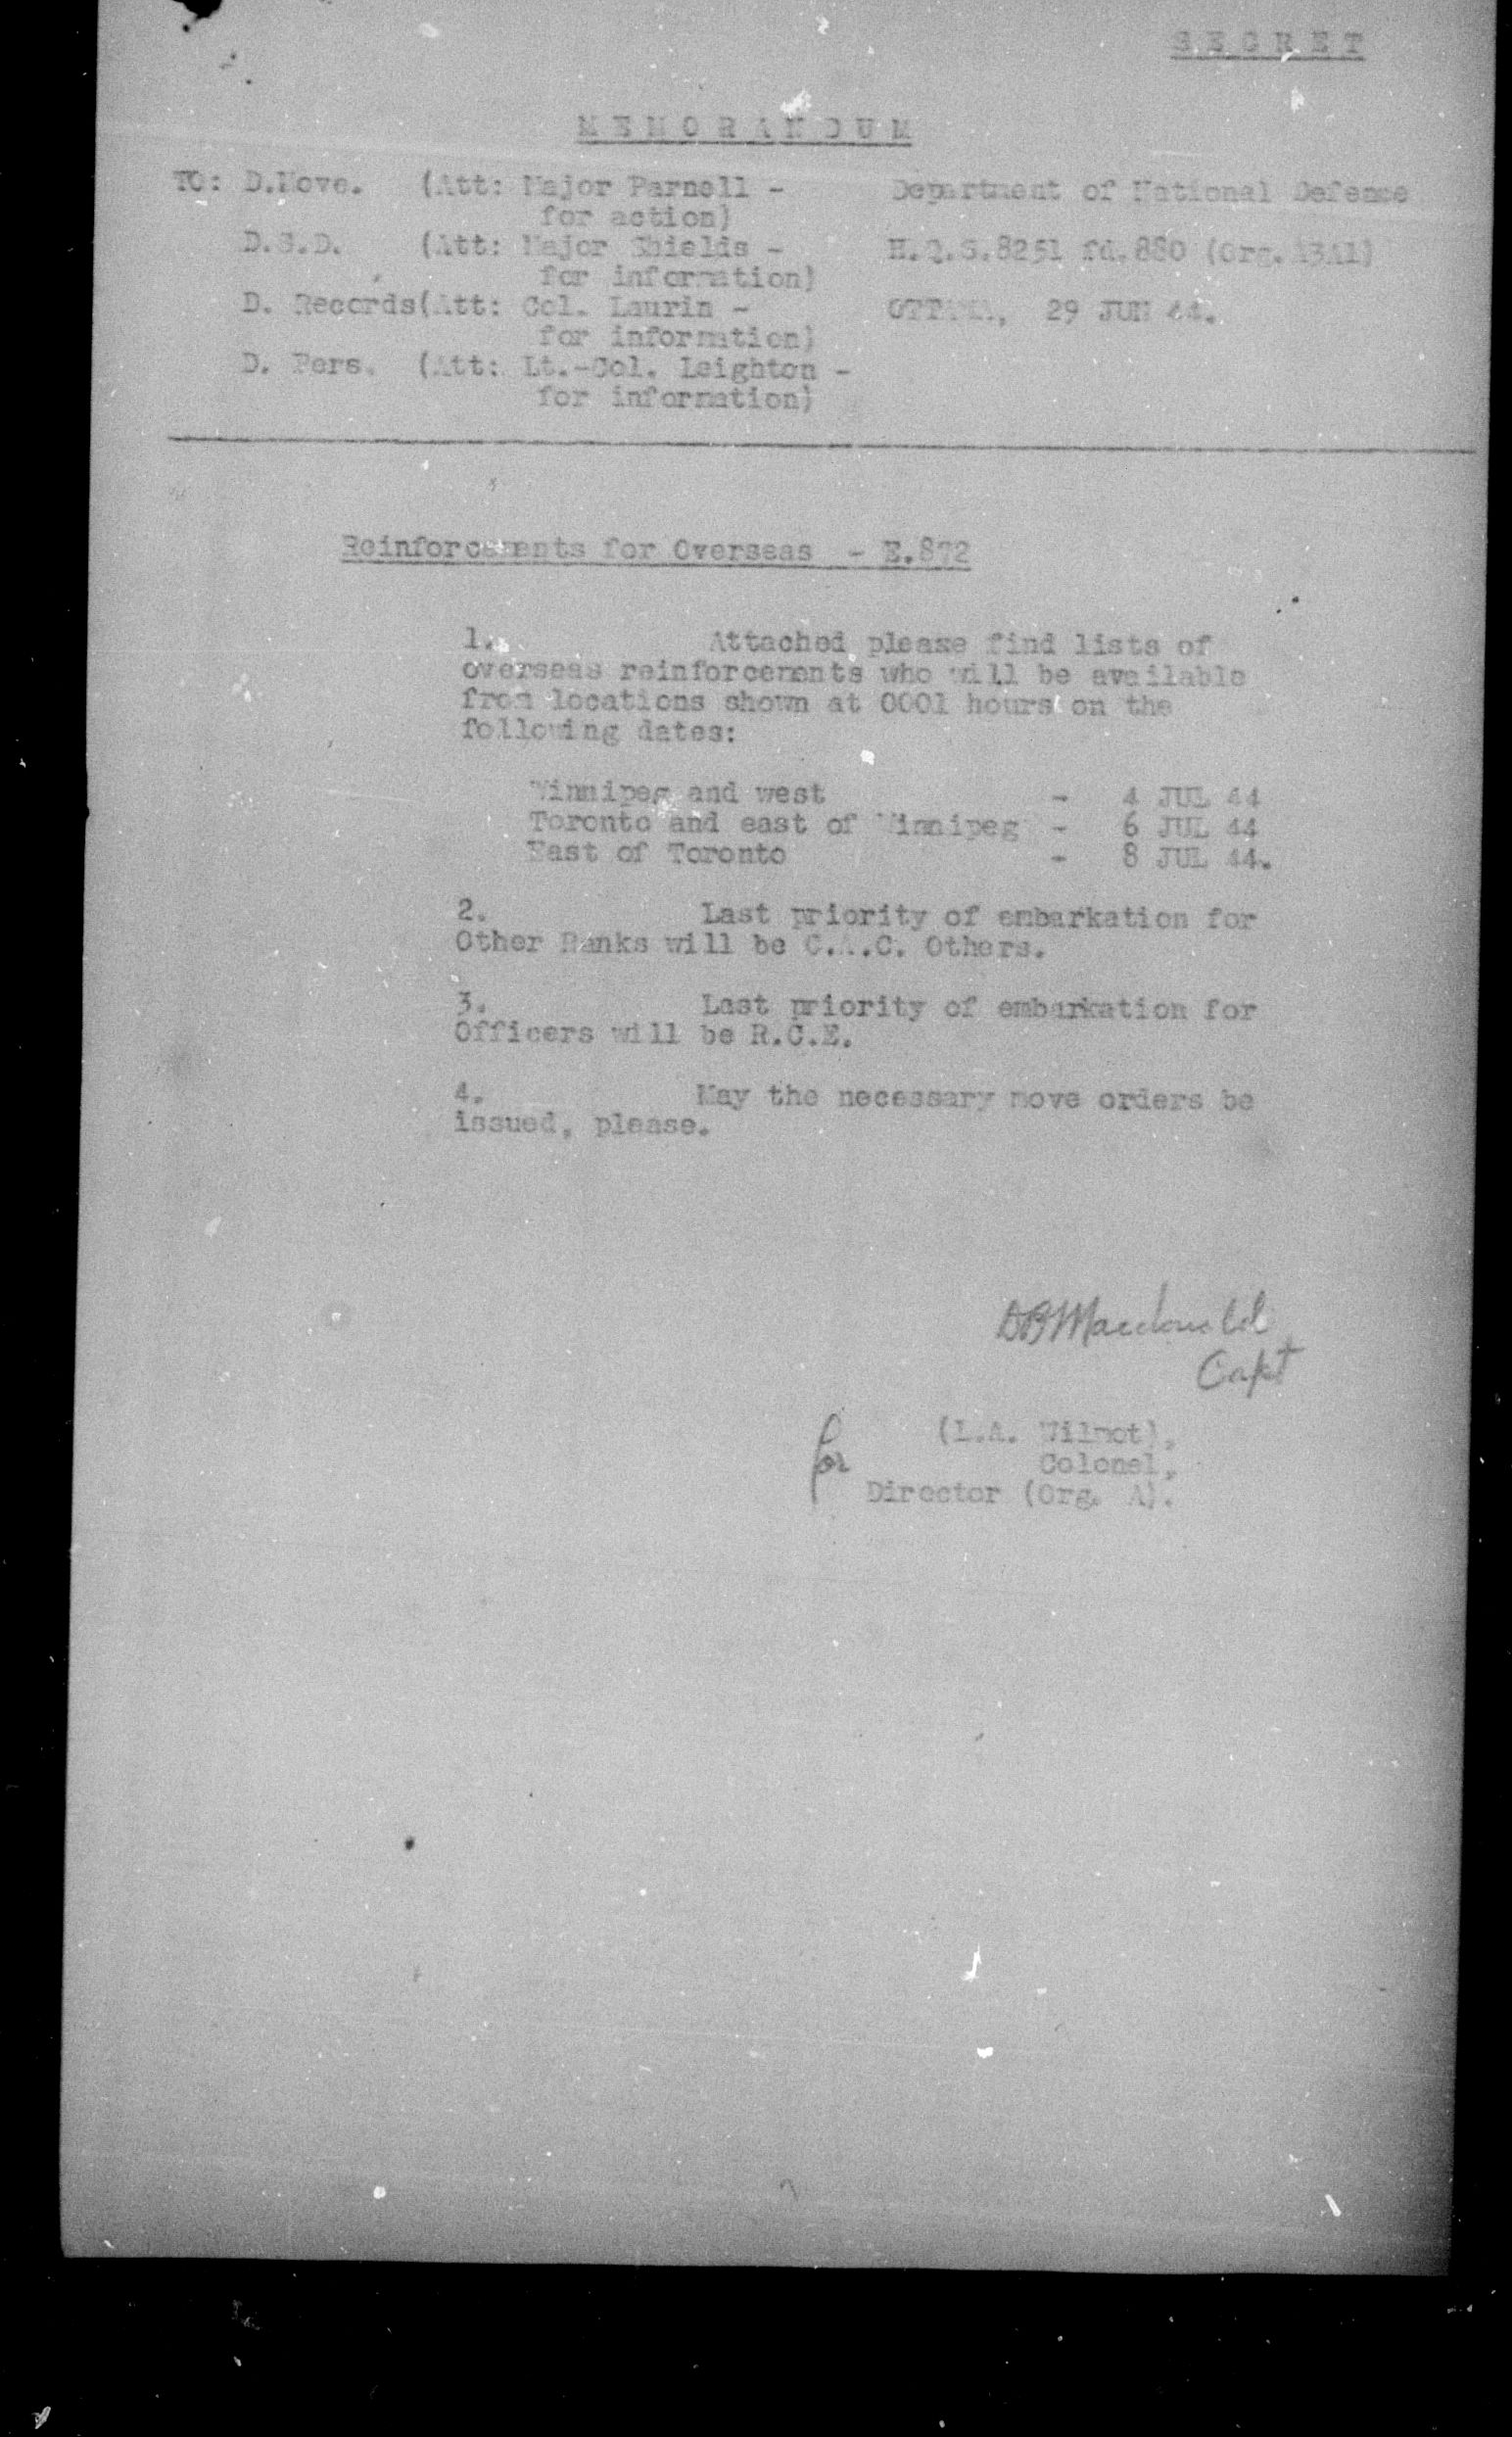 SECRET
MEMORANDUM
TO: D.Move. (Att: Major Parnell -
for action)
D.S.D. (Att: Major Shields -
for information)
D. Records(Att: Col. Laurin -
for information)
D. Pers. (Att: Lt.-Col. Leighton -
for information)
Department of National Defence
H.Q.S.8251 fd.880 (Org. A3A1)
OTTAWA, 29 JUN 44.
Reinforcements for Overseas - E.872
1. Attached please find lists of
overseas reinforcements who will be available
from locations shown at 0001 hours on the
following dates:
Winnipeg and west - 4 JUL 44
Toronto and east of Winnipeg - 6 JUL 44
East of Toronto - 8 JUL 44.
2. Last priority of embarkation for
Other Ranks will be C.A.C. Others.
3. Last priority of embarkation for
Officers will be R.C.E.
4. May the necessary move orders be
issued, please.
DBMacdonald
Capt
for (L.A. Wilmot),
Colonel,
Director (Org. A).